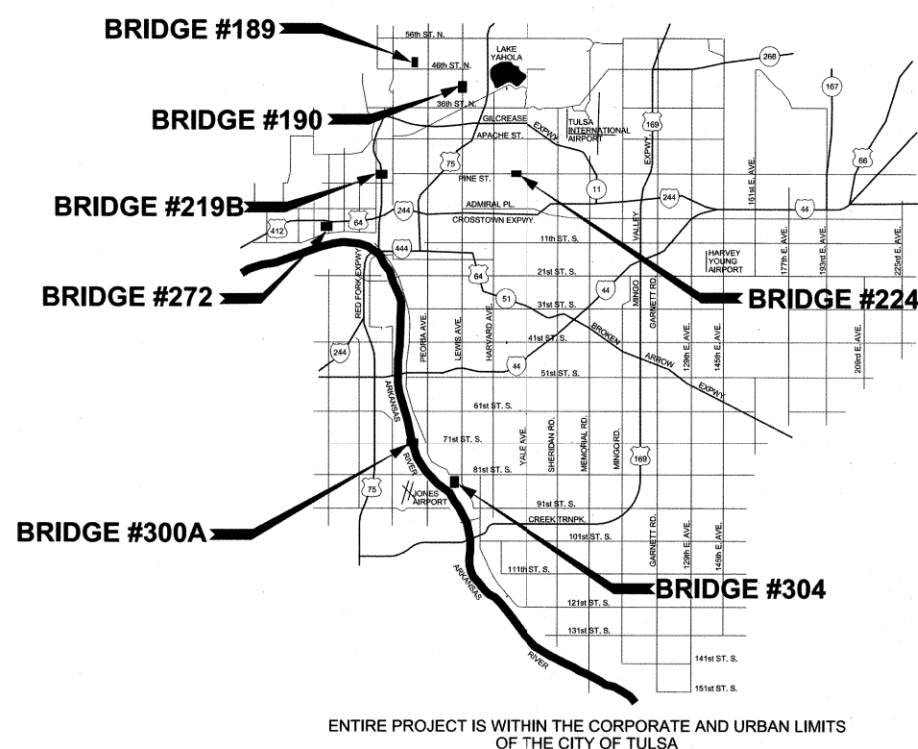 BRIDGE #189
56th ST. N.
LAKE
YAHOLA
46th ST. N.
266
167
BRIDGE #190
36th ST. N.
GILCREASE
EXPWY
TULSA
INTERNATIONAL
AIRPORT
169
EXPWY
APACHE ST.
75
66
161st E. AVE.
PINE ST.
11
BRIDGE #219B
ADMIRAL PL.
244
244
44
CROSSTOWN EXPWY.
64
412
VALLEY
11th ST. S.
444
HARVEY
YOUNG
AIRPORT
177th E. AVE.
193rd E. AVE.
225rd E. AVE.
BRIDGE #272
RED FORK EXPWY
21st ST. S.
64
51
44
MINGO
GARNETT RD.
BRIDGE #224
31st ST. S.
BROKEN
ARROW
EXPWY
PEORIA AVE.
LEWIS AVE.
HARVARD AVE.
41st ST. S.
129th E. AVE.
145th E. AVE.
209rd E. AVE.
244
44
51st ST. S.
ARKANSAS
RIVER
61st ST. S.
71st ST. S.
YALE AVE.
SHERIDAN RD.
MEMORIAL RD.
MINGO RD.
169
81st ST. S.
75
JONES
AIRPORT
91st ST. S.
BRIDGE #300A
CREEK TRNPK.
101st ST. S.
GARNETT RD.
129th E. AVE.
145th E. AVE.
111th ST. S.
ARKANSAS
RIVER
BRIDGE #304
121st ST. S.
131st ST. S.
141st ST. S.
151st ST. S.
ENTIRE PROJECT IS WITHIN THE CORPORATE AND URBAN LIMITS
OF THE CITY OF TULSA